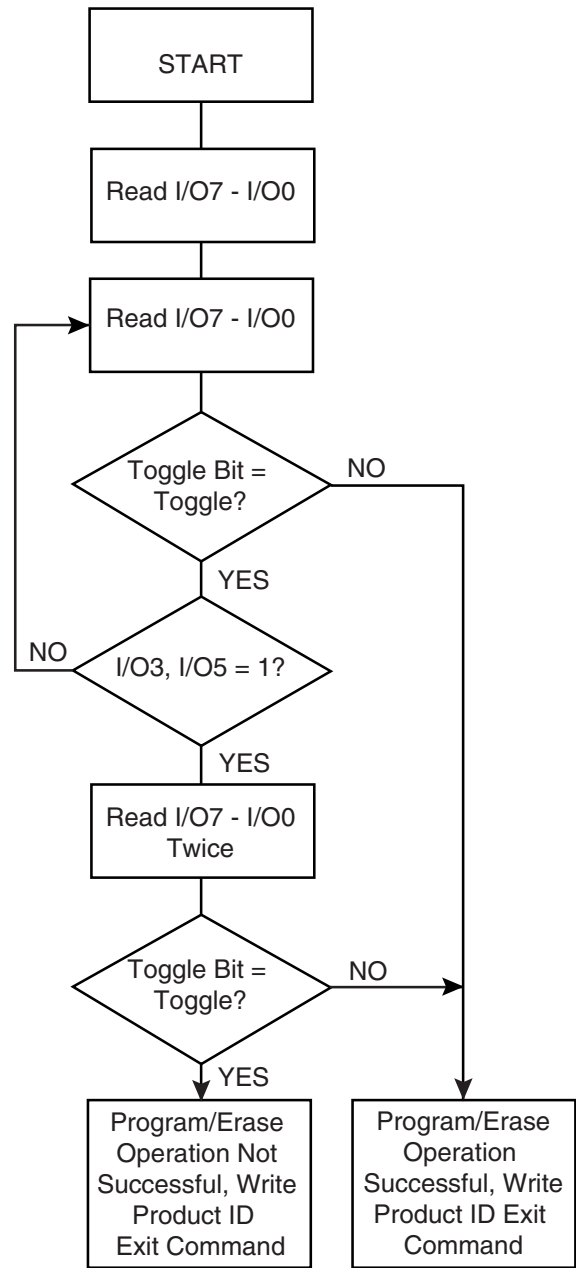 START
Read I/O7 - I/O0
Read I/O7 - I/O0
Toggle Bit =
Toggle?
NO
YES
NO
I/O3, I/O5 = 1?
YES
Read I/O7 - I/O0
Twice
Toggle Bit =
Toggle?
NO
YES
Program/Erase
Operation Not
Successful, Write
Product ID
Exit Command
Program/Erase
Operation
Successful, Write
Product ID Exit
Command